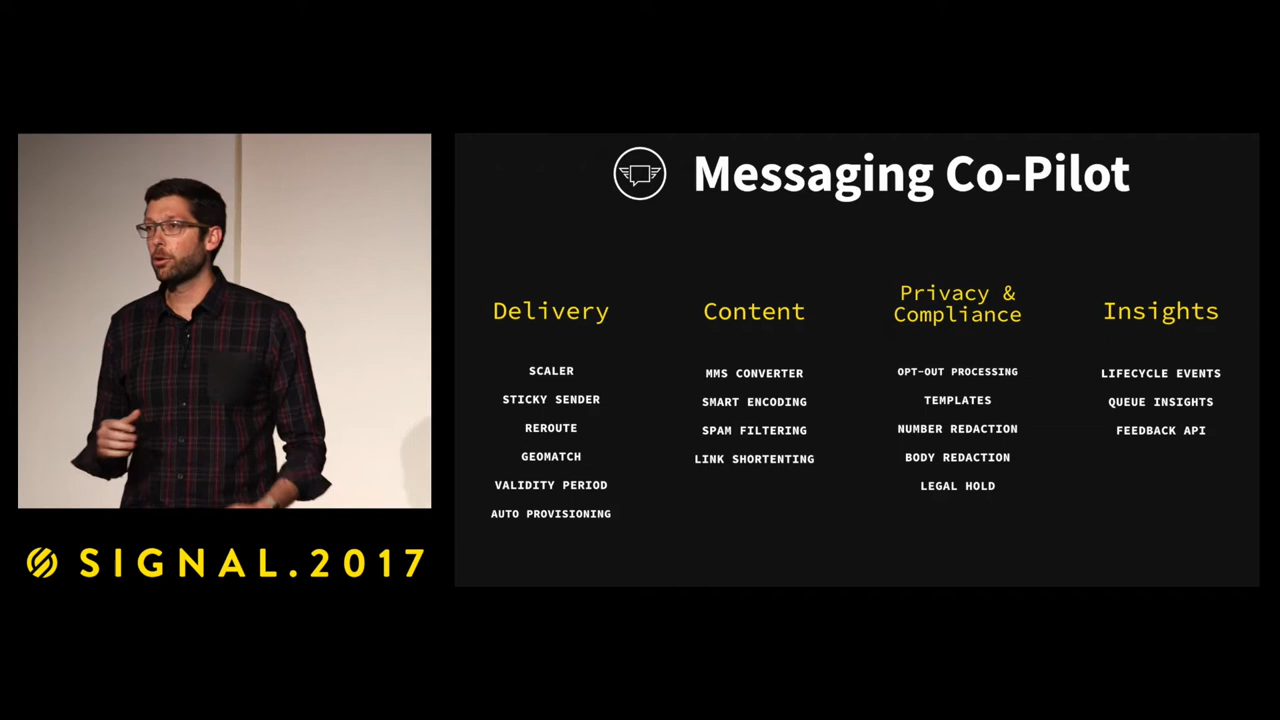 Messaging Co-Pilot
Delivery
SCALER
STICKY SENDER
REROUTE
GEOMATCH
VALIDITY PERIOD
AUTO PROVISIONING
Content
MMS CONVERTER
SMART ENCODING
SPAM FILTERING
LINK SHORTENTING
Privacy &
Compliance
OPT-OUT PROCESSING
TEMPLATES
NUMBER REDACTION
BODY REDACTION
LEGAL HOLD
Insights
LIFECYCLE EVENTS
QUEUE INSIGHTS
FEEDBACK API
SIGNAL.2017